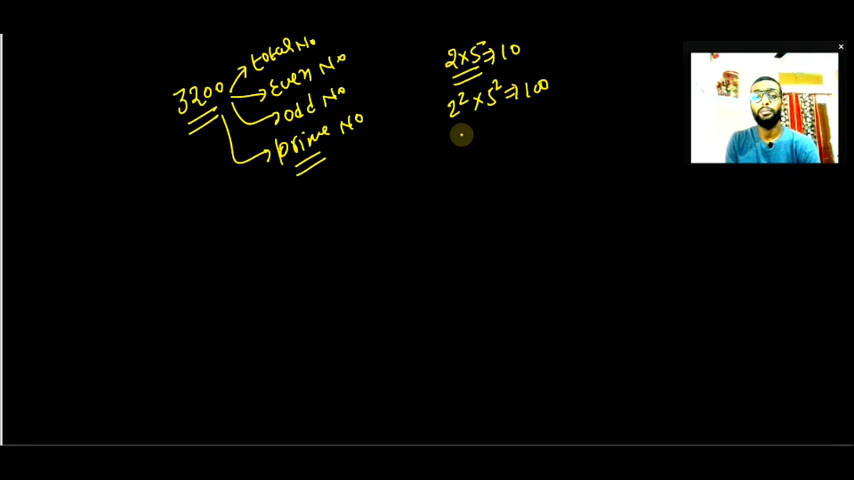 3200
total No
Even No
odd No
prime No
2×5⇒10
2²×5²⇒100